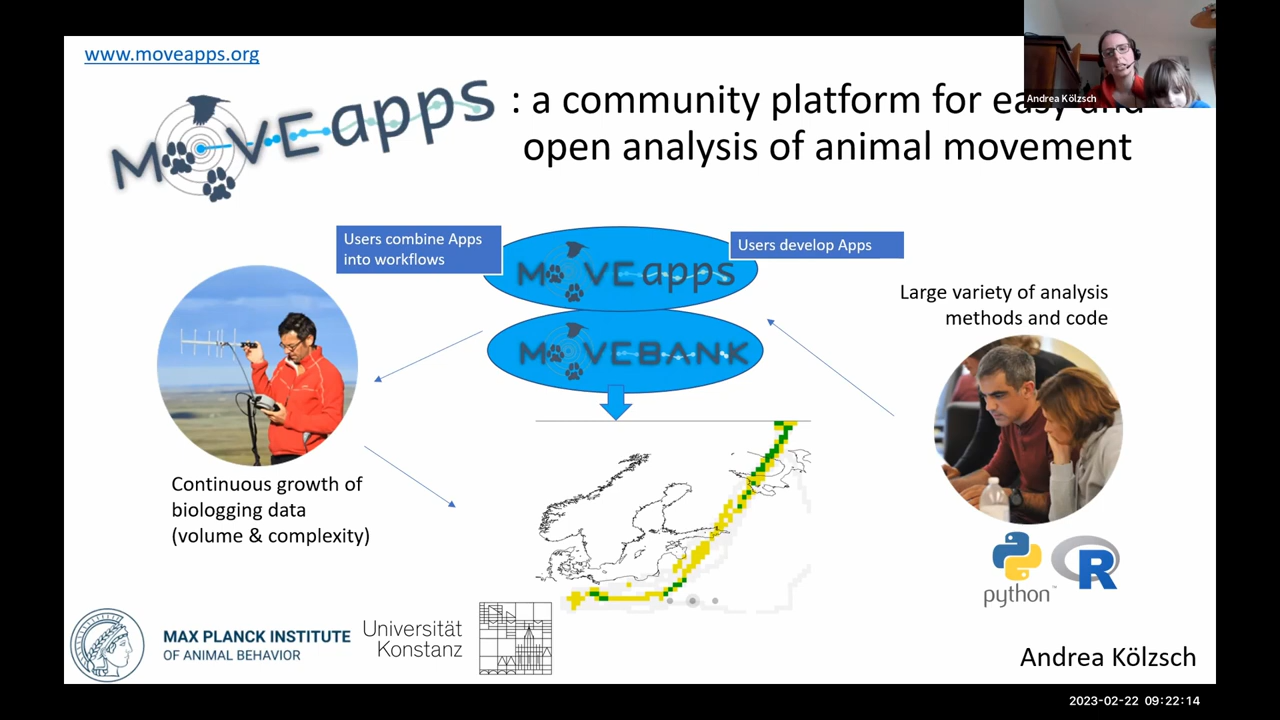 www.moveapps.org
Andrea Kölzsch
MOVEapps : a community platform for easy and
open analysis of animal movement
Users combine Apps
into workflows
MOVEapps
Users develop Apps
MOVEBANK
Large variety of analysis
methods and code
Continuous growth of
biologging data
(volume & complexity)
python™
R
MAX PLANCK INSTITUTE
OF ANIMAL BEHAVIOR
Universität
Konstanz
Andrea Kölzsch
2023-02-22 09:22:14